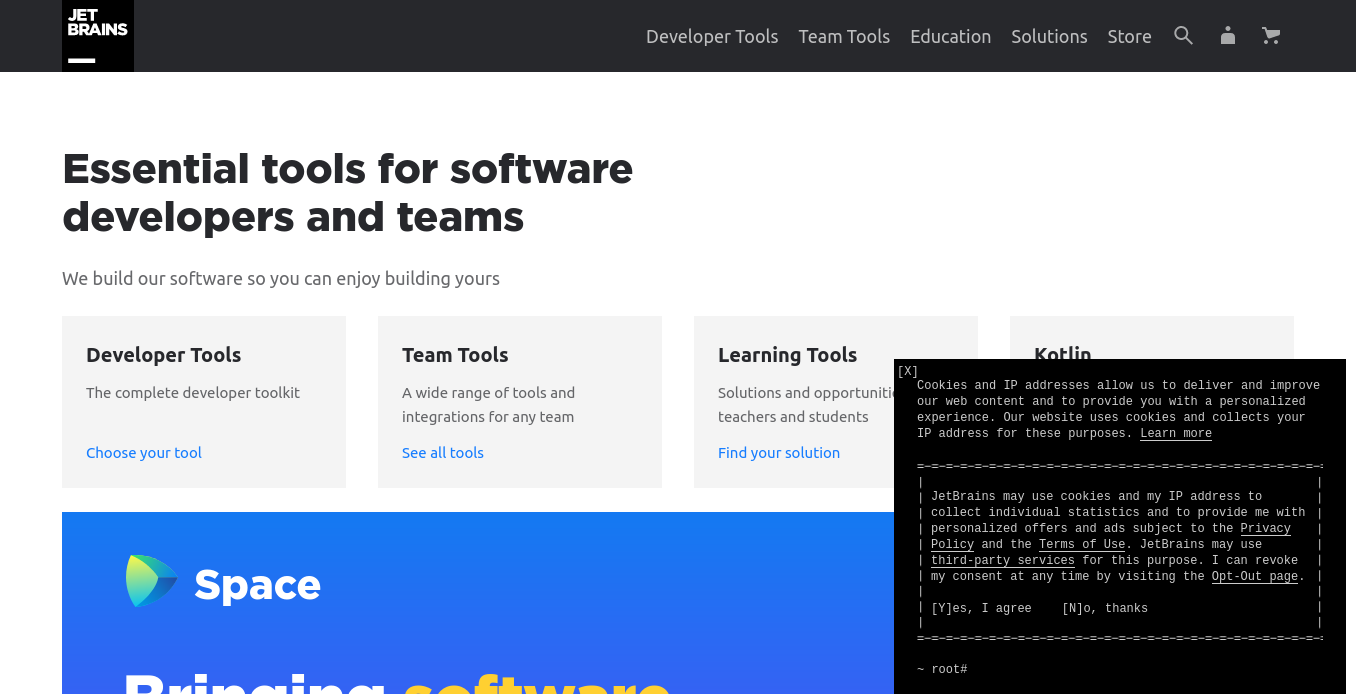 JET
BRAINS
Developer Tools Team Tools Education Solutions Store
Essential tools for software
developers and teams
We build our software so you can enjoy building yours
Developer Tools
The complete developer toolkit
Choose your tool
Team Tools
A wide range of tools and
integrations for any team
See all tools
Learning Tools
Solutions and
teachers and students
Find your solution
Kotlin
Space
Bringing software
[X]
Cookies and IP addresses allow us to deliver and improve
our web content and to provide you with a personalized
experience. Our website uses cookies and collects your
IP address for these purposes. Learn more
JetBrains may use cookies and my IP address to
collect individual statistics and to provide me with
personalized offers and ads subject to the Privacy
Policy and the Terms of Use. JetBrains may use
third-party services for this purpose. I can revoke
my consent at any time by visiting the Opt-Out page.
[Y]es, I agree [N]o, thanks
~ root#